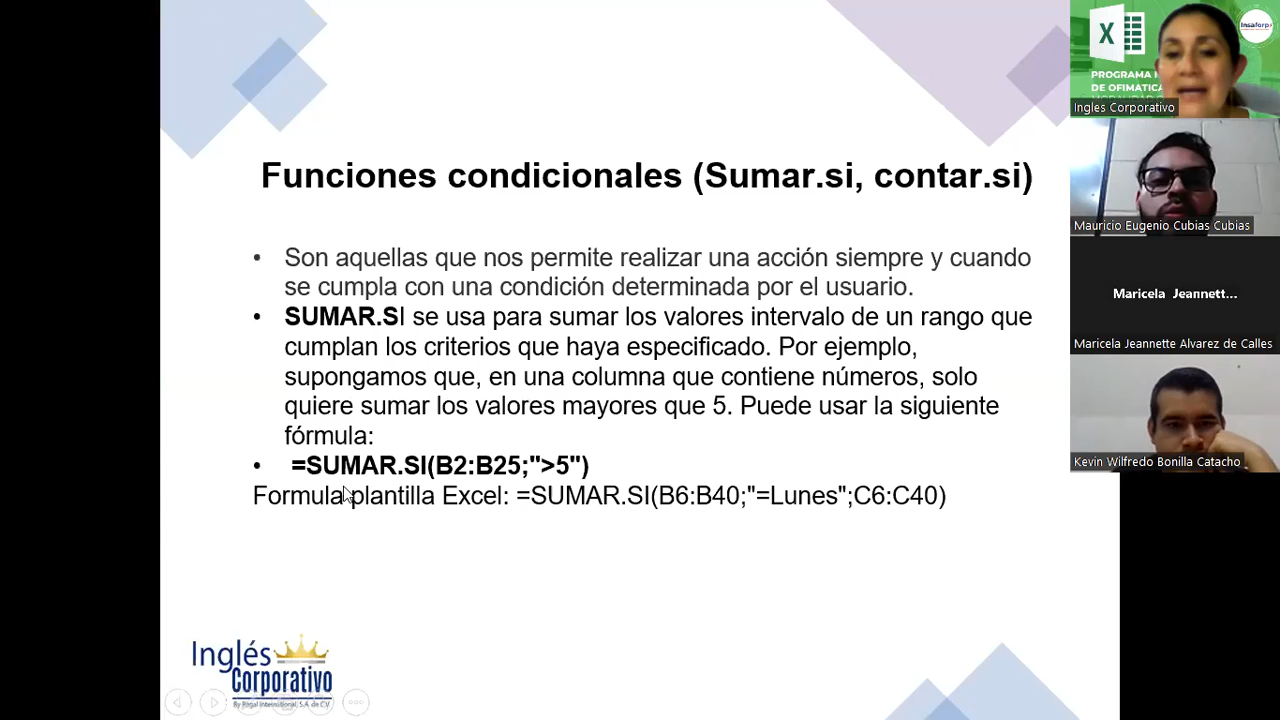 Funciones condicionales (Sumar.si, contar.si)
• Son aquellas que nos permite realizar una acción siempre y cuando
se cumpla con una condición determinada por el usuario.
• SUMAR.SI se usa para sumar los valores intervalo de un rango que
cumplan los criterios que haya especificado. Por ejemplo,
supongamos que, en una columna que contiene números, solo
quiere sumar los valores mayores que 5. Puede usar la siguiente
fórmula:
• =SUMAR.SI(B2:B25;">5")
Formula plantilla Excel: =SUMAR.SI(B6:B40;"=Lunes";C6:C40)
Inglés
Corporativo
By Regal International, S.A. de C.V.
X
Insaforp
PROGRAMA
DE OFIMATICA
Ingles Corporativo
Mauricio Eugenio Cubias Cubias
Maricela Jeannett...
Maricela Jeannette Alvarez de Calles
Kevin Wilfredo Bonilla Catacho